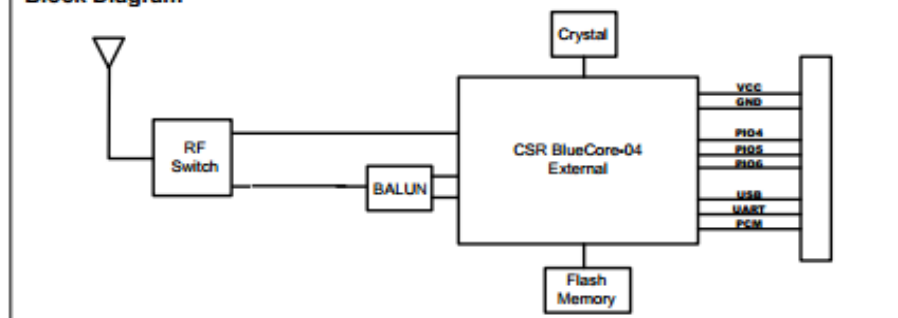 Block Diagram
Crystal
VCC
GND
RF
Switch
PIO4
CSR BlueCore-04
External
PIO5
PIO6
BALUN
USB
UART
PCM
Flash
Memory